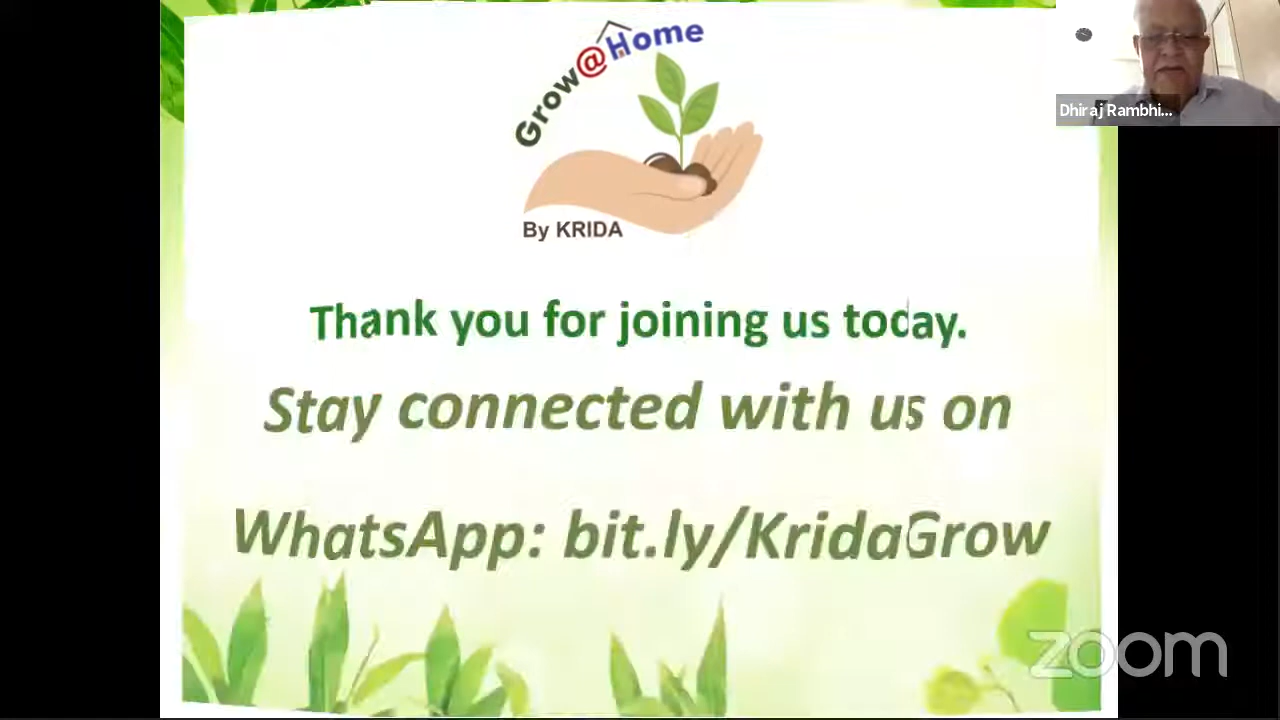 Grow@Home
By KRIDA
Dhiraj Rambhi...
Thank you for joining us today.
Stay connected with us on
WhatsApp: bit.ly/KridaGrow
zoom